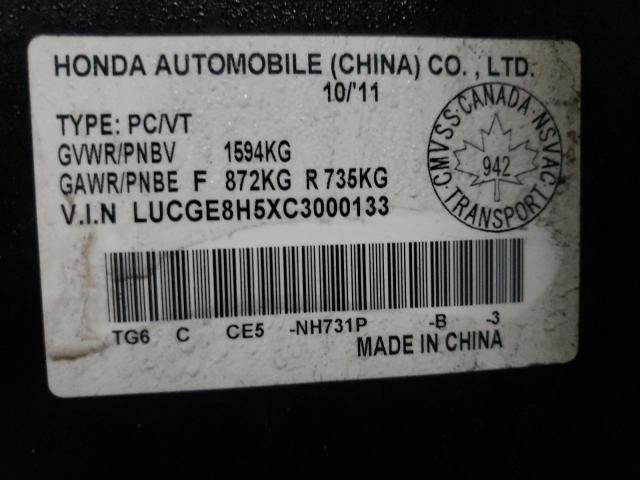 HONDA AUTOMOBILE (CHINA) CO. , LTD.
10/'11
TYPE: PC/VT
GVWR/PNBV 1594KG
GAWR/PNBE F 872KG R 735KG
V.I.N LUCGE8H5XC3000133
CMVSS·CANADA·NSVAC
942
TRANSPORT
TG6 C CE5 -NH731P -B -3
MADE IN CHINA